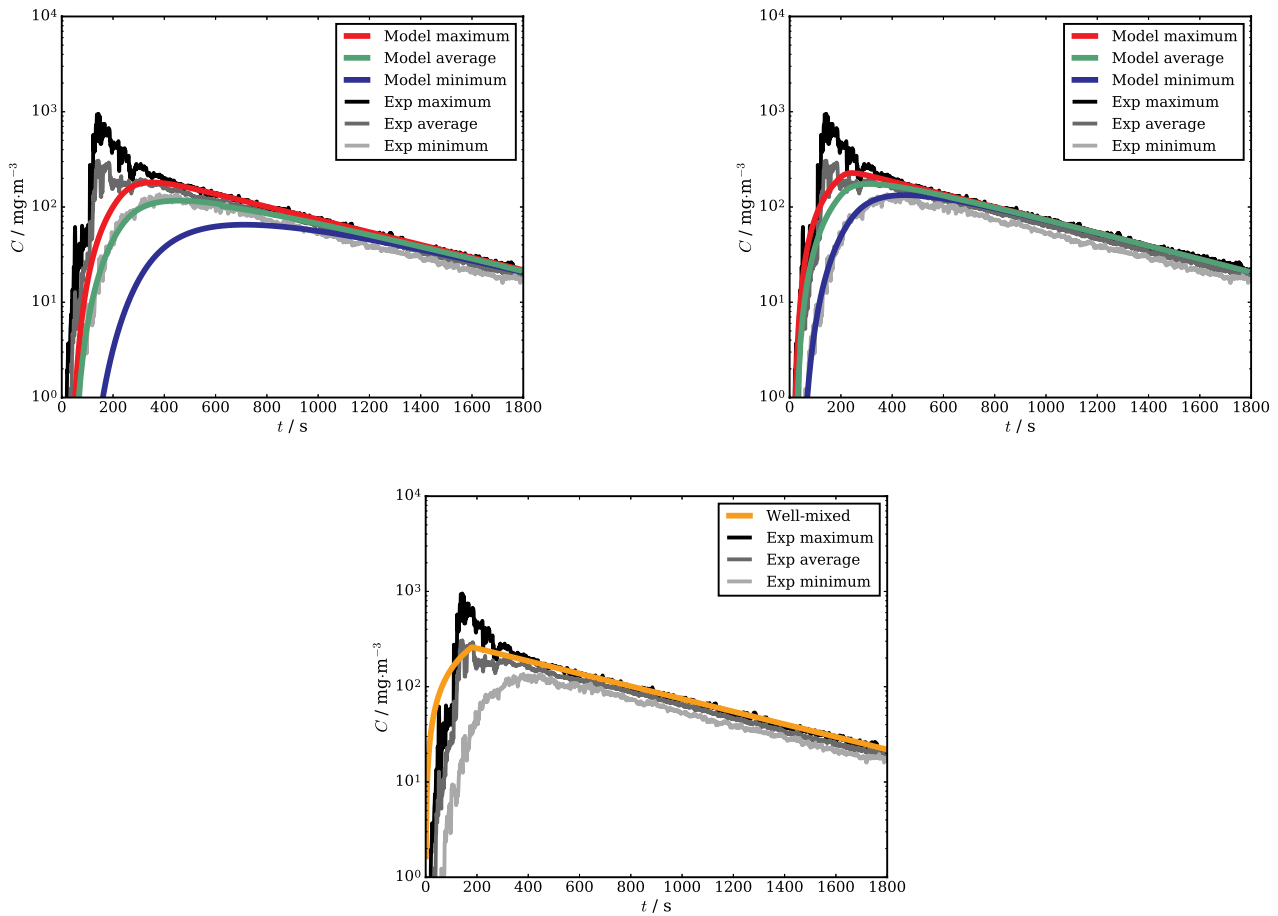 10⁴
10³
10²
10¹
10⁰
C / mg·m⁻³
Model maximum
Model average
Model minimum
Exp maximum
Exp average
Exp minimum
0 200 400 600 800 1000 1200 1400 1600 1800
t / s
10⁴
10³
10²
10¹
10⁰
C / mg·m⁻³
Model maximum
Model average
Model minimum
Exp maximum
Exp average
Exp minimum
0 200 400 600 800 1000 1200 1400 1600 1800
t / s
10⁴
10³
10²
10¹
10⁰
C / mg·m⁻³
Well-mixed
Exp maximum
Exp average
Exp minimum
0 200 400 600 800 1000 1200 1400 1600 1800
t / s